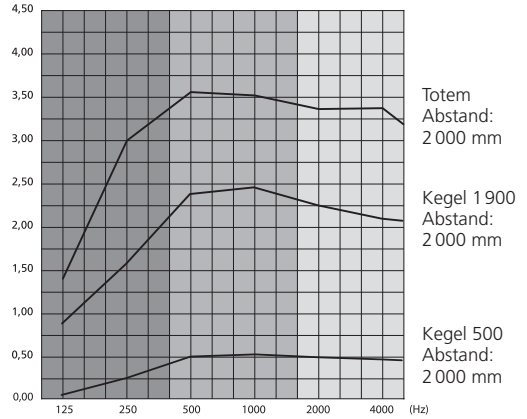 4,50
4,00
3,50
3,00
2,50
2,00
1,50
1,00
0,50
0,00
125 250 500 1000 2000 4000 (Hz)
Totem
Abstand:
2 000 mm
Kegel 1 900
Abstand:
2 000 mm
Kegel 500
Abstand:
2 000 mm